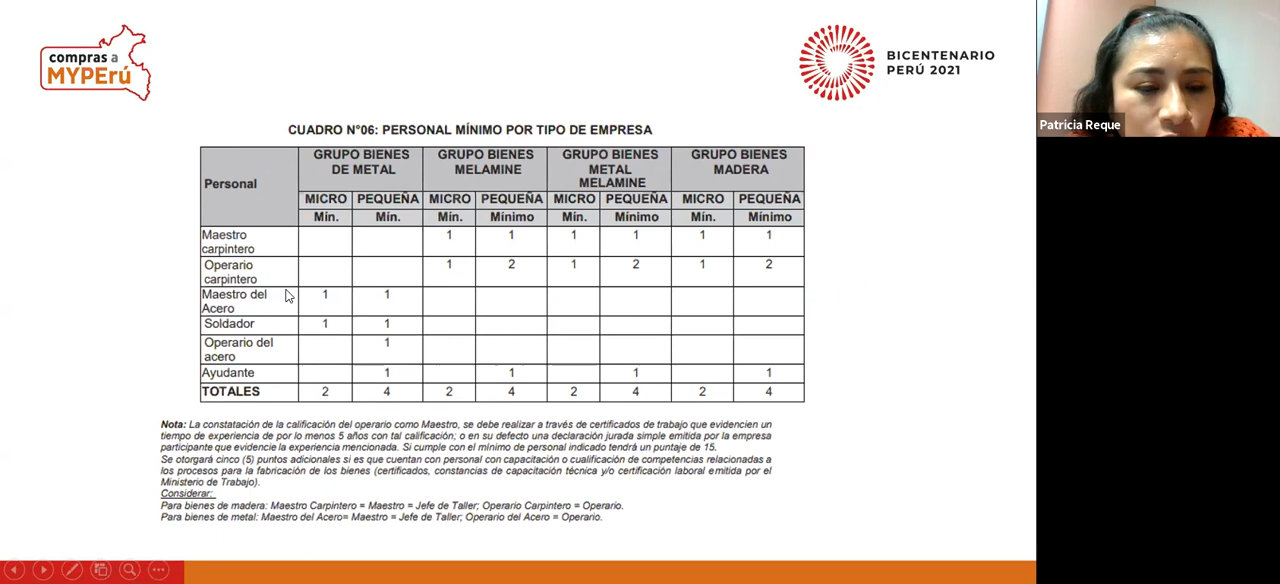 compras a
MYPErú
BICENTENARIO
PERÚ 2021
Patricia Reque
CUADRO N°06: PERSONAL MÍNIMO POR TIPO DE EMPRESA
Personal
GRUPO BIENES DE METAL
GRUPO BIENES MELAMINE
GRUPO BIENES METAL MELAMINE
GRUPO BIENES MADERA
MICRO PEQUEÑA MICRO PEQUEÑA MICRO PEQUEÑA MICRO PEQUEÑA
Mín. Mín. Mín. Mínimo Mín. Mínimo Mín. Mínimo
Maestro carpintero 1 1 1 1 1 1
Operario carpintero 1 2 1 2 1 2
Maestro del Acero 1 1
Soldador 1 1
Operario del acero 1
Ayudante 1 1 1 1
TOTALES 2 4 2 4 2 4 2 4
Nota: La constatación de la calificación del operario como Maestro, se debe realizar a través de certificados de trabajo que evidencien un
tiempo de experiencia de por lo menos 5 años con tal calificación; o en su defecto una declaración jurada simple emitida por la empresa
participante que evidencie la experiencia mencionada. Si cumple con el mínimo de personal indicado tendrá un puntaje de 15.
Se otorgará cinco (5) puntos adicionales si es que cuentan con personal con capacitación o cualificación de competencias relacionadas a
los procesos para la fabricación de los bienes (certificados, constancias de capacitación técnica y/o certificación laboral emitida por el
Ministerio de Trabajo).
Considerar:
Para bienes de madera: Maestro Carpintero = Maestro = Jefe de Taller; Operario Carpintero = Operario.
Para bienes de metal: Maestro del Acero= Maestro = Jefe de Taller; Operario del Acero = Operario.